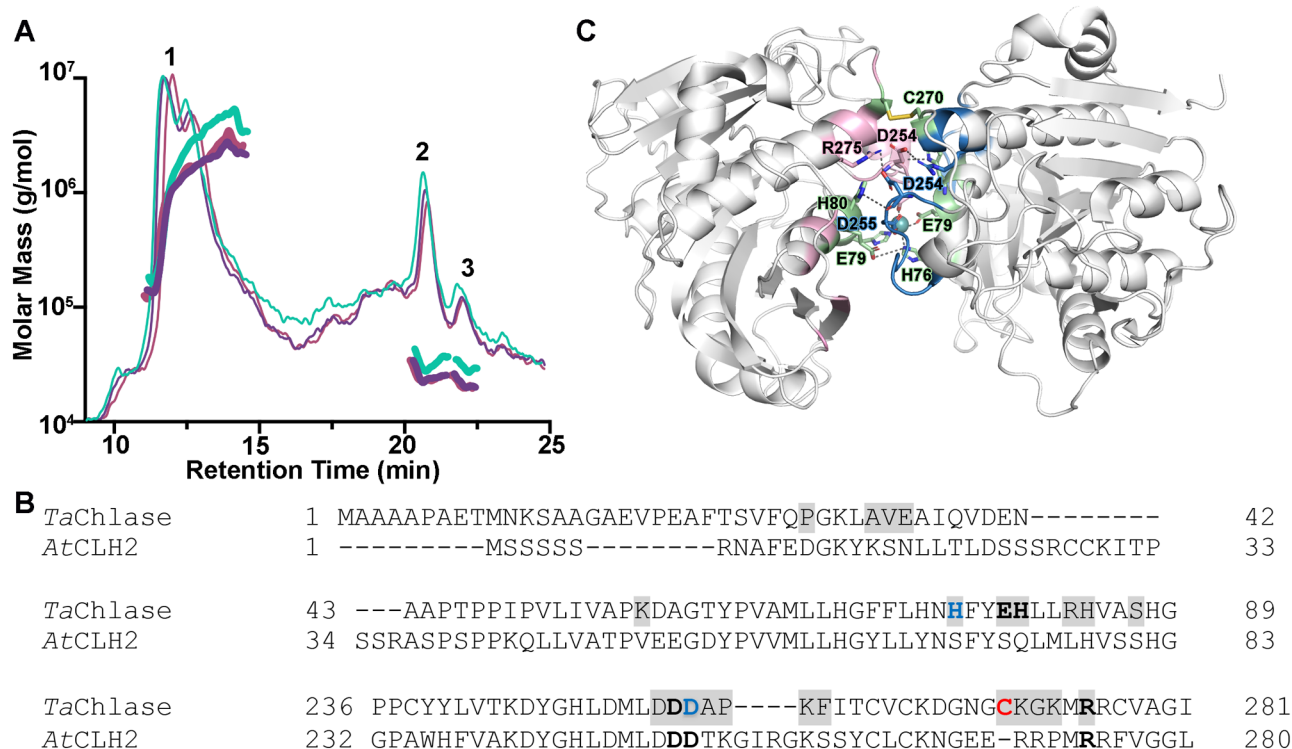 A
1
2
3
Molar Mass (g/mol)
10⁷
10⁶
10⁵
10⁴
10 15 20 25
Retention Time (min)
C
C270
D254
R275
D254
H80
D255
E79
E79
H76
B
TaChlase 1 MAAAAPAETMNKSAAGAEVPEAFTSVFQPGKLAVEAIQVDEN-------- 42
AtCLH2 1 ---------MSSSSS--------RNAFEDGKYKSNLLTLDSSSRCCKITP 33
TaChlase 43 ---AAPTPPIPVLIVAPKDAGTYPVAMLLHGFFLHNHFYEHLLRHVASHG 89
AtCLH2 34 SSRASPSPPKQLLVATPVEEGDYPVVMLLHGYLLYNSFYSQLMLHVSSHG 83
TaChlase 236 PPCYYLVTKDYGHLDMLDDDAP----KFITCVCKDGNGCKGKMRRCVAGI 281
AtCLH2 232 GPAWHFVAKDYGHLDMLDDDTKGIRGKSSYCLCKNGEE-RRPMRRFVGGL 280